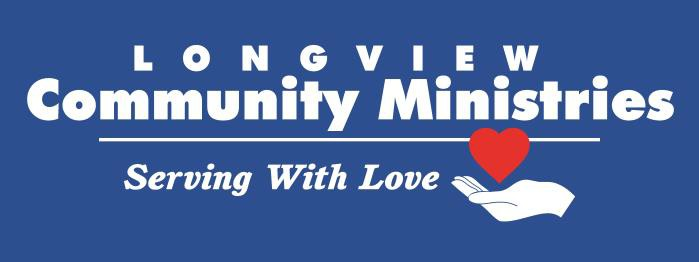 LONGVIEW
Community Ministries
Serving With Love